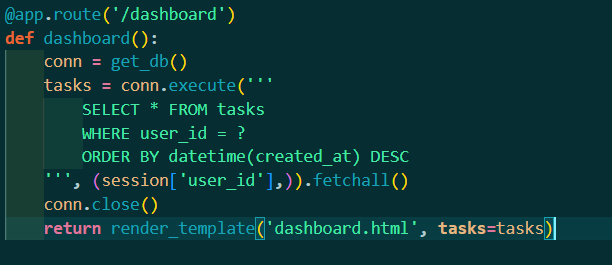 @app.route('/dashboard')
def dashboard():
    conn = get_db()
    tasks = conn.execute('''
        SELECT * FROM tasks
        WHERE user_id = ?
        ORDER BY datetime(created_at) DESC
    ''', (session['user_id'],)).fetchall()
    conn.close()
    return render_template('dashboard.html', tasks=tasks)